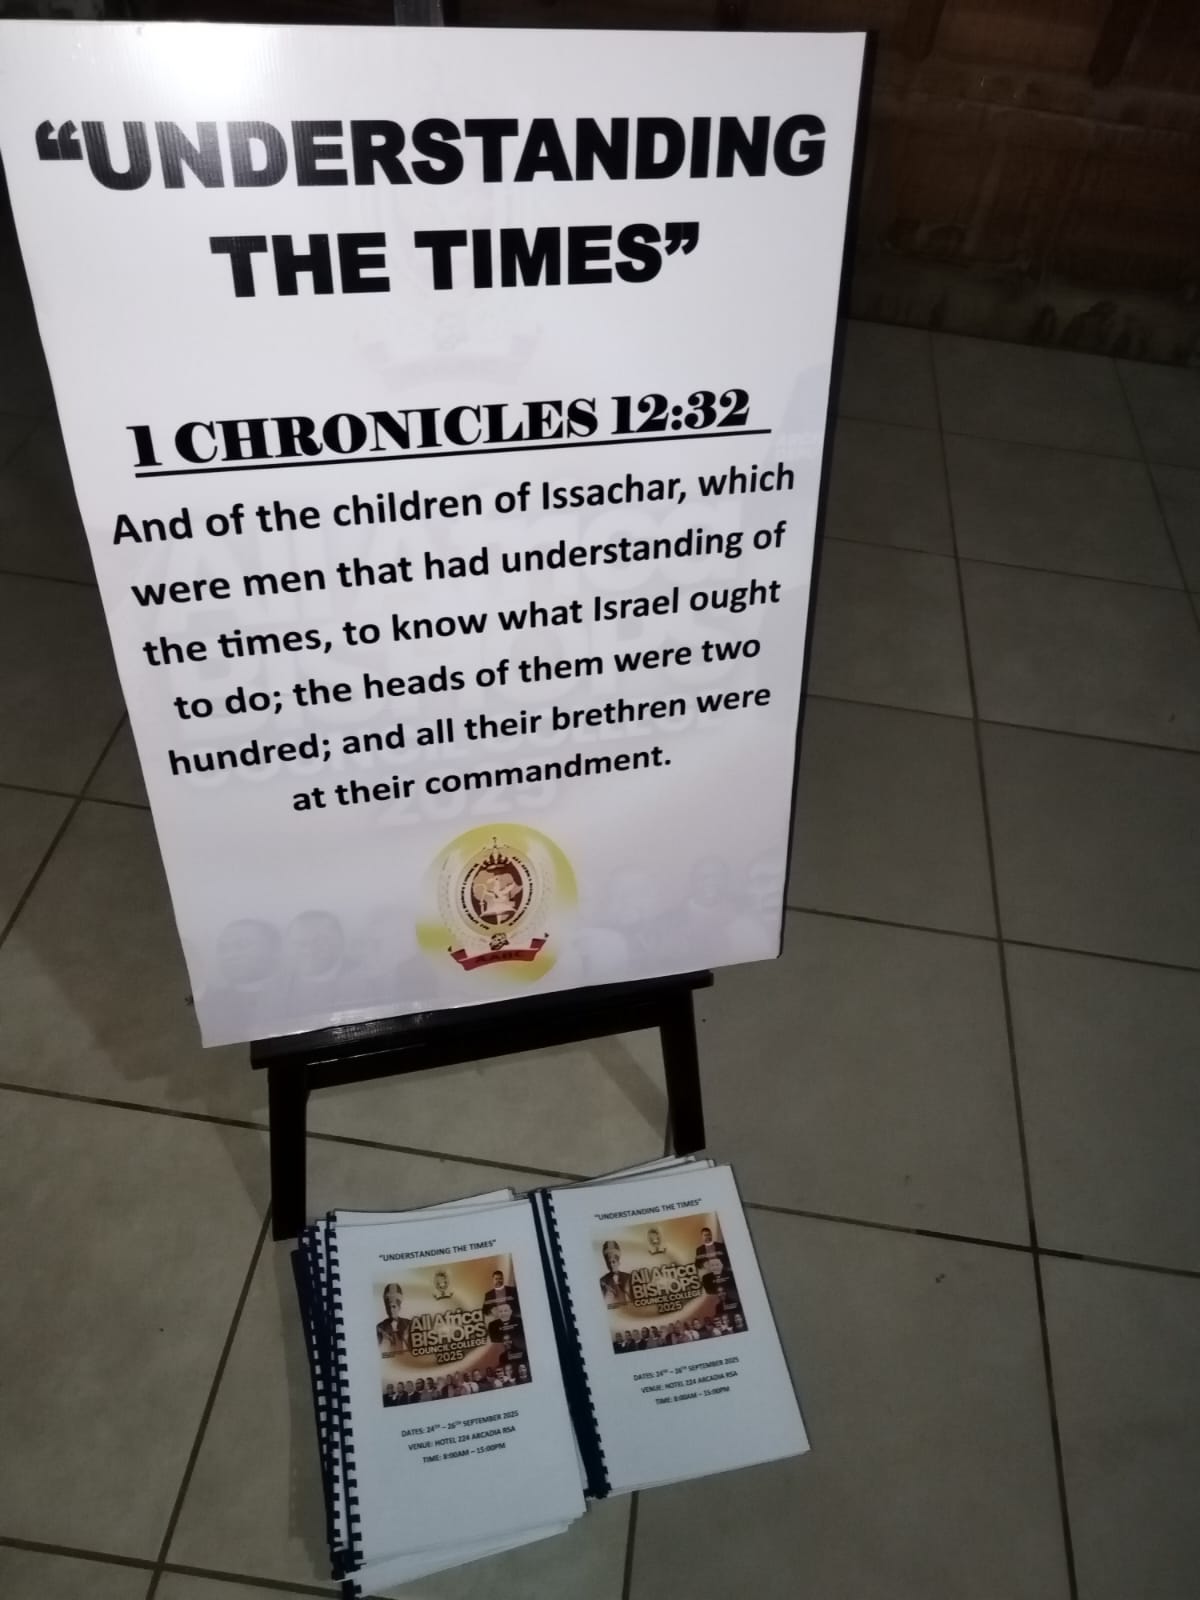 “UNDERSTANDING
THE TIMES”
1 CHRONICLES 12:32
And of the children of Issachar, which
were men that had understanding of
the times, to know what Israel ought
to do; the heads of them were two
hundred; and all their brethren were
at their commandment.
AABC
"UNDERSTANDING THE TIMES"
All Africa
BISHOPS
COUNCIL COLLEGE
2025
DATES: 24TH – 26TH SEPTEMBER 2025
VENUE: HOTEL 224 ARCADIA RSA
TIME: 8:00AM – 15:00PM
"UNDERSTANDING THE TIMES"
All Africa
BISHOPS
COUNCIL COLLEGE
2025
DATES: 24TH – 26TH SEPTEMBER 2025
VENUE: HOTEL 224 ARCADIA RSA
TIME: 8:00AM – 15:00PM